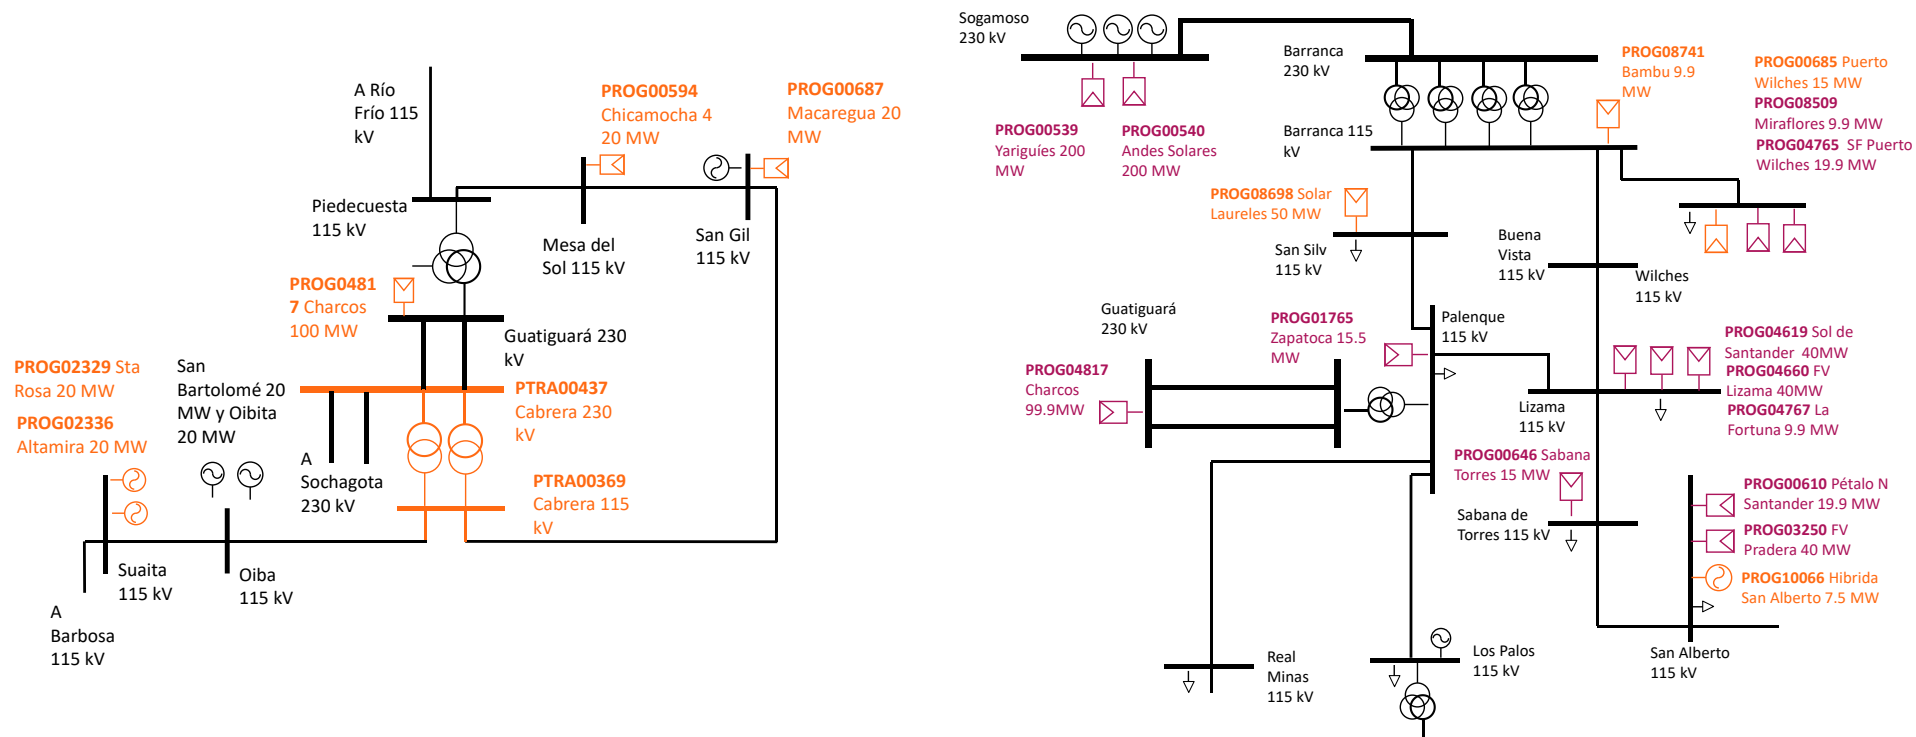 A Río
Frío 115
kV
PROG00594
Chicamocha 4
20 MW
PROG00687
Macaregua 20
MW
Piedecuesta
115 kV
Mesa del
Sol 115 kV
San Gil
115 kV
PROG0481
7 Charcos
100 MW
Guatiguará 230
kV
PROG02329 Sta
Rosa 20 MW
PROG02336
Altamira 20 MW
San
Bartolomé 20
MW y Oibita
20 MW
PTRA00437
Cabrera 230
kV
A
Sochagota
230 kV
PTRA00369
Cabrera 115
kV
Suaita
115 kV
Oiba
115 kV
A
Barbosa
115 kV
Sogamoso
230 kV
Barranca
230 kV
PROG08741
Bambu 9.9
MW
PROG00685 Puerto
Wilches 15 MW
PROG08509
Miraflores 9.9 MW
PROG04765 SF Puerto
Wilches 19.9 MW
PROG00539
Yariguíes 200
MW
PROG00540
Andes Solares
200 MW
Barranca 115
kV
PROG08698 Solar
Laureles 50 MW
San Silv
115 kV
Buena
Vista
115 kV
Wilches
115 kV
Guatiguará
230 kV
PROG01765
Zapatoca 15.5
MW
Palenque
115 kV
PROG04619 Sol de
Santander 40MW
PROG04660 FV
Lizama 40MW
PROG04767 La
Fortuna 9.9 MW
PROG04817
Charcos
99.9MW
Lizama
115 kV
PROG00646 Sabana
Torres 15 MW
PROG00610 Pétalo N
Santander 19.9 MW
PROG03250 FV
Pradera 40 MW
PROG10066 Hibrida
San Alberto 7.5 MW
Sabana de
Torres 115 kV
Real
Minas
115 kV
Los Palos
115 kV
San Alberto
115 kV